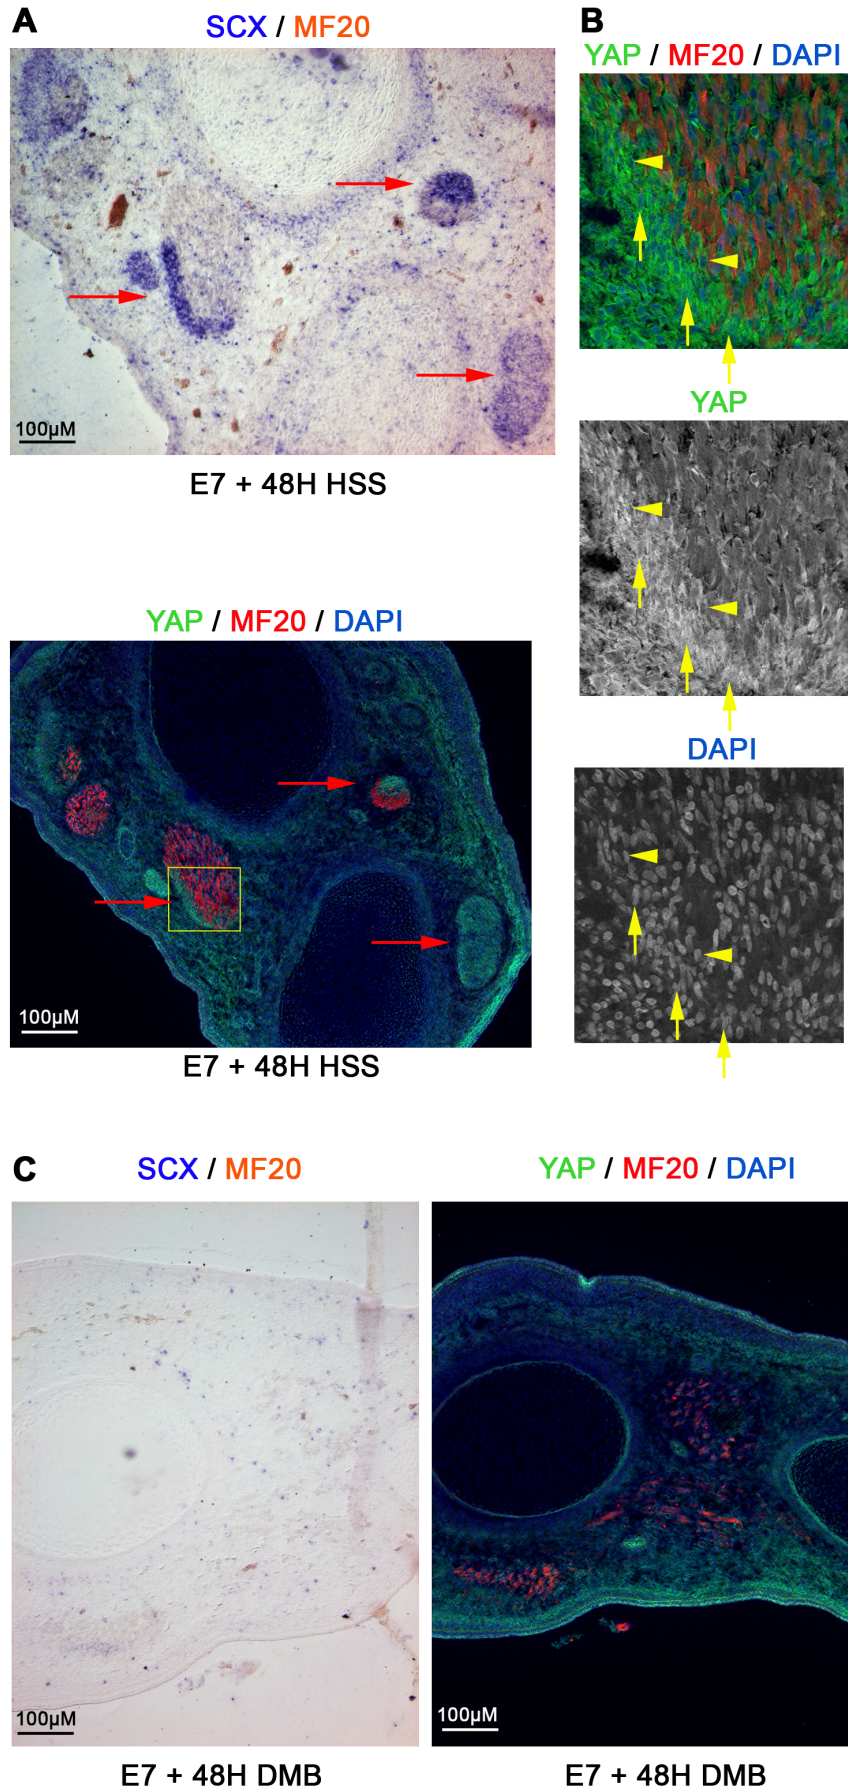 A
SCX / MF20
100µM
E7 + 48H HSS
YAP / MF20 / DAPI
100µM
E7 + 48H HSS
B
YAP / MF20 / DAPI
YAP
DAPI
C
SCX / MF20
100µM
E7 + 48H DMB
YAP / MF20 / DAPI
100µM
E7 + 48H DMB